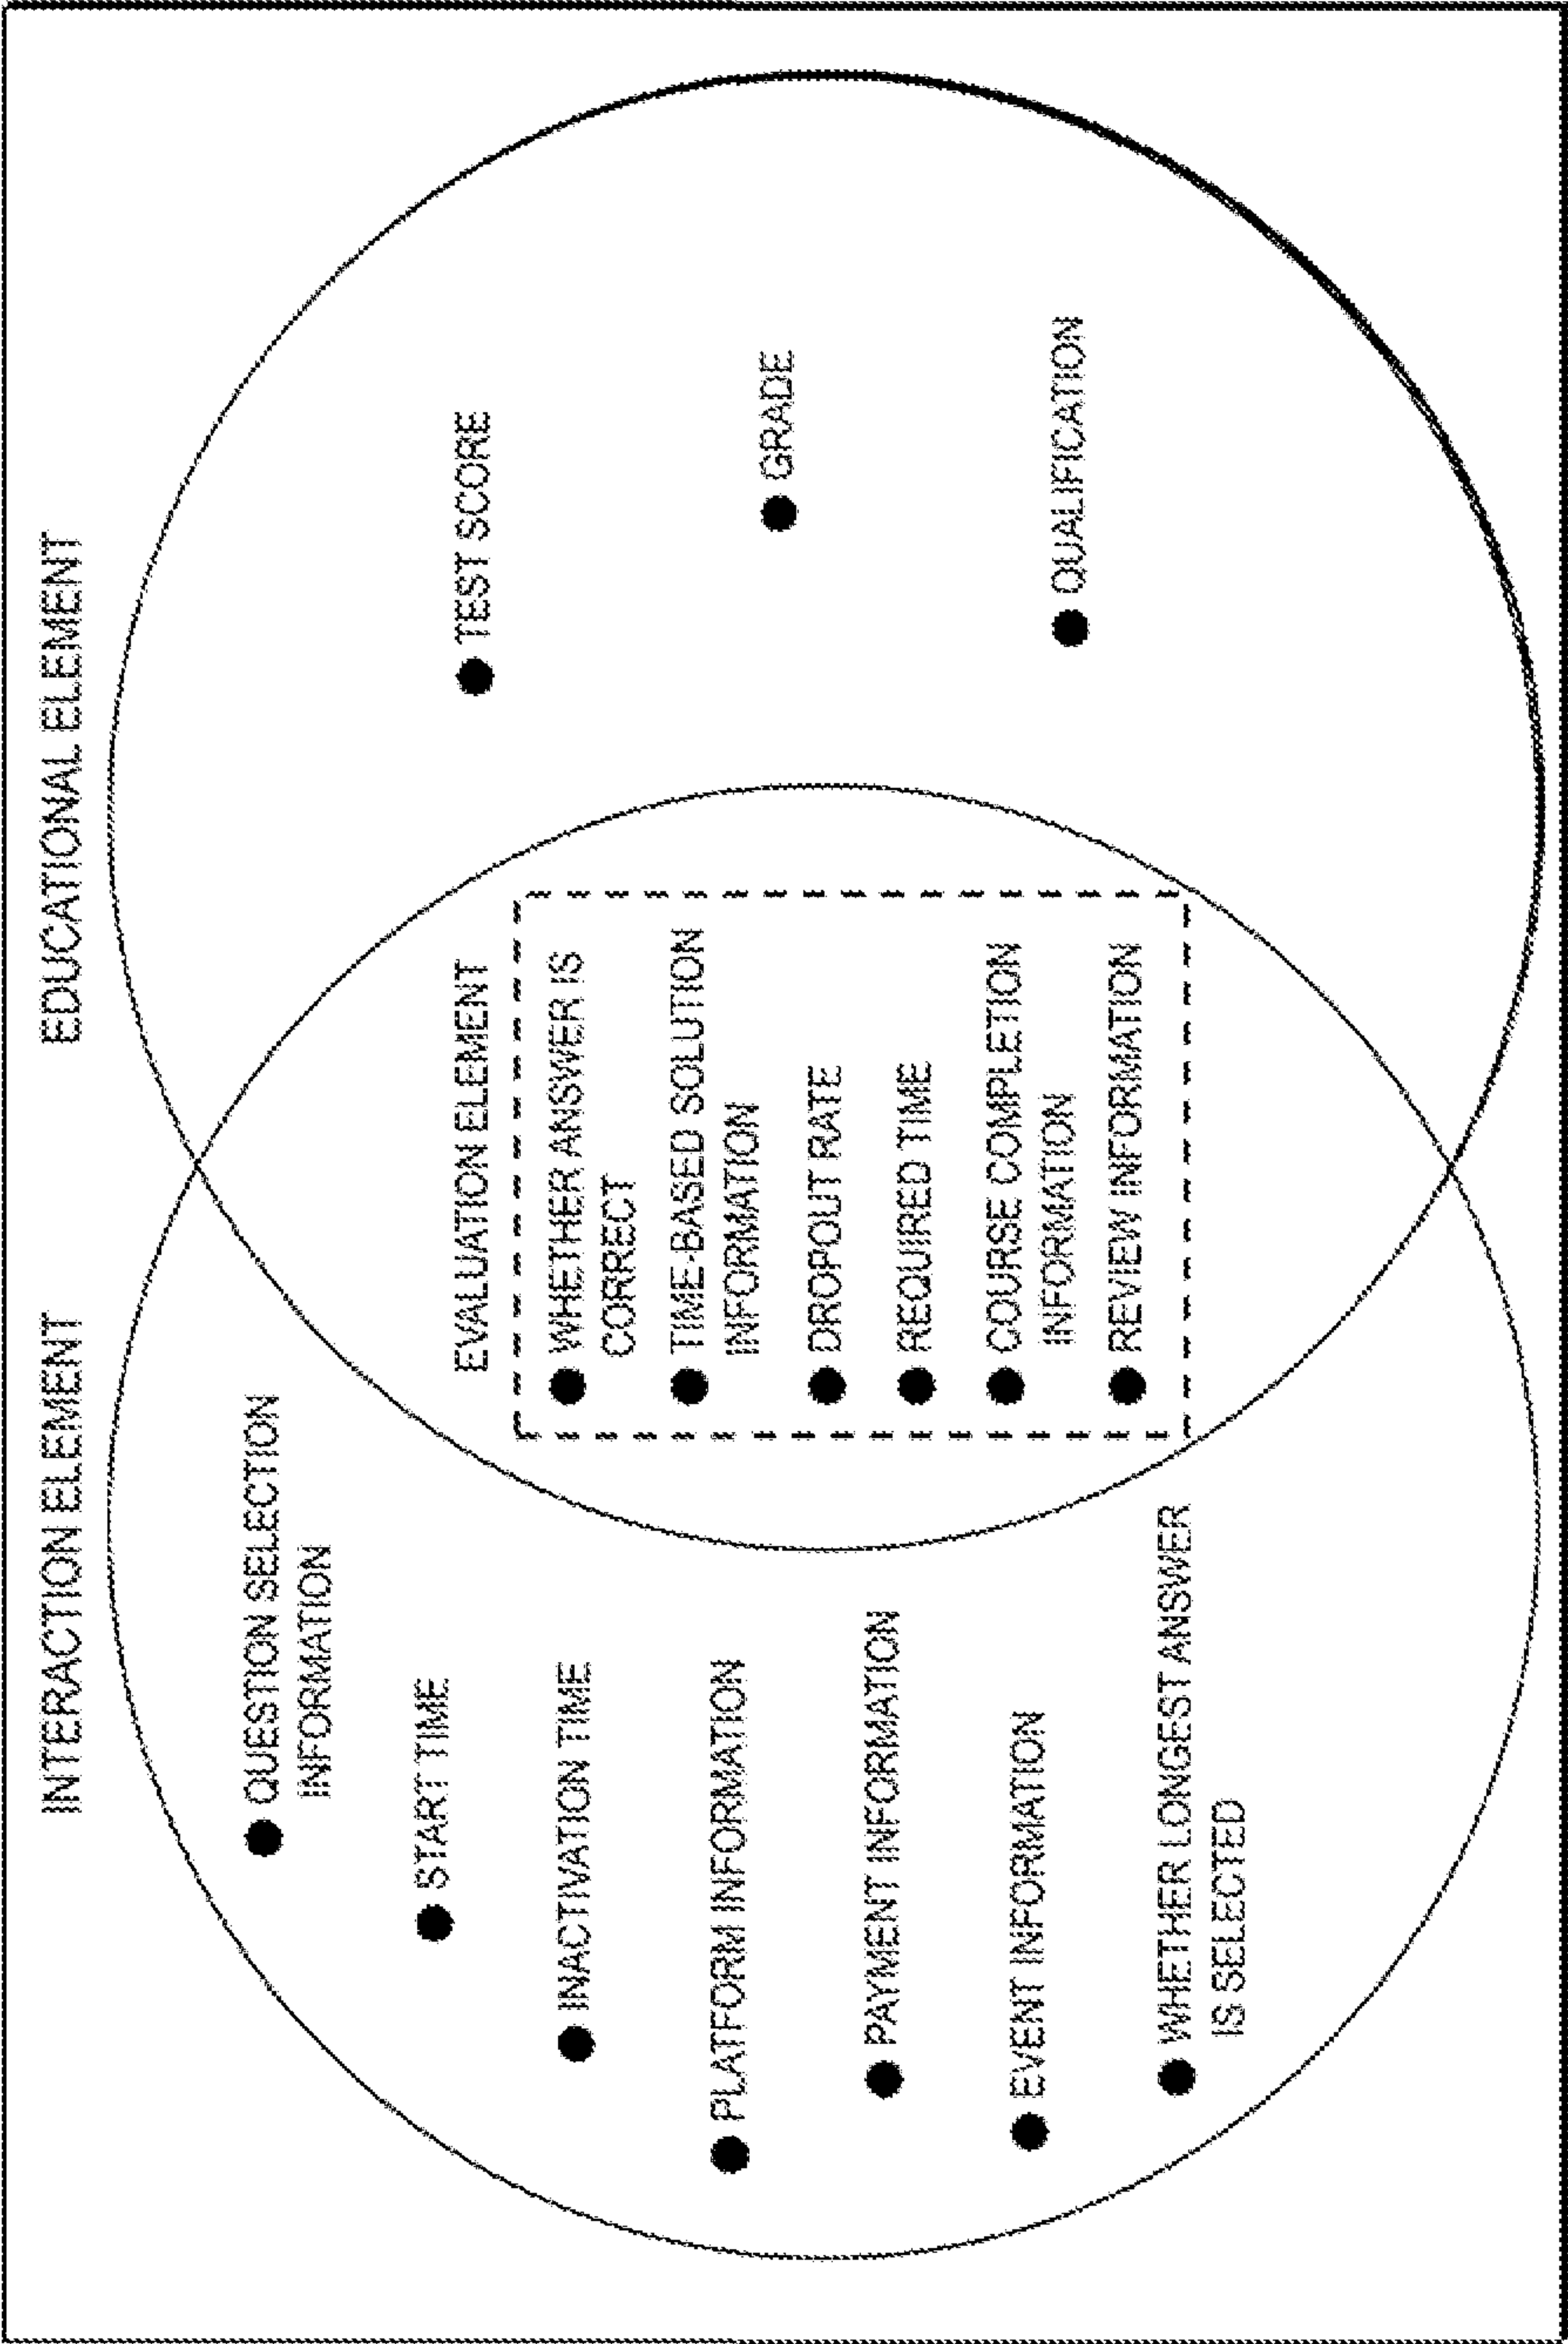 INTERACTION ELEMENT
EDUCATIONAL ELEMENT
● QUESTION SELECTION
INFORMATION
● START TIME
● INACTIVATION TIME
● PLATFORM INFORMATION
● PAYMENT INFORMATION
● EVENT INFORMATION
● WHETHER LONGEST ANSWER
IS SELECTED
EVALUATION ELEMENT
● WHETHER ANSWER IS
CORRECT
● TIME-BASED SOLUTION
INFORMATION
● DROPOUT RATE
● REQUIRED TIME
● COURSE COMPLETION
INFORMATION
● REVIEW INFORMATION
● TEST SCORE
● GRADE
● QUALIFICATION